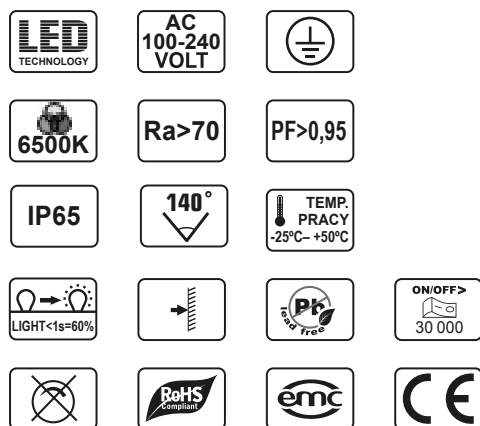 LED
TECHNOLOGY
AC
100-240
VOLT
6500K
Ra>70
PF>0,95
IP65
140°
TEMP.
PRACY
-25ºC– +50ºC
LIGHT<1s=60%
Pb
lead free
ON/OFF>
30 000
RoHS
Compliant
emc
CE